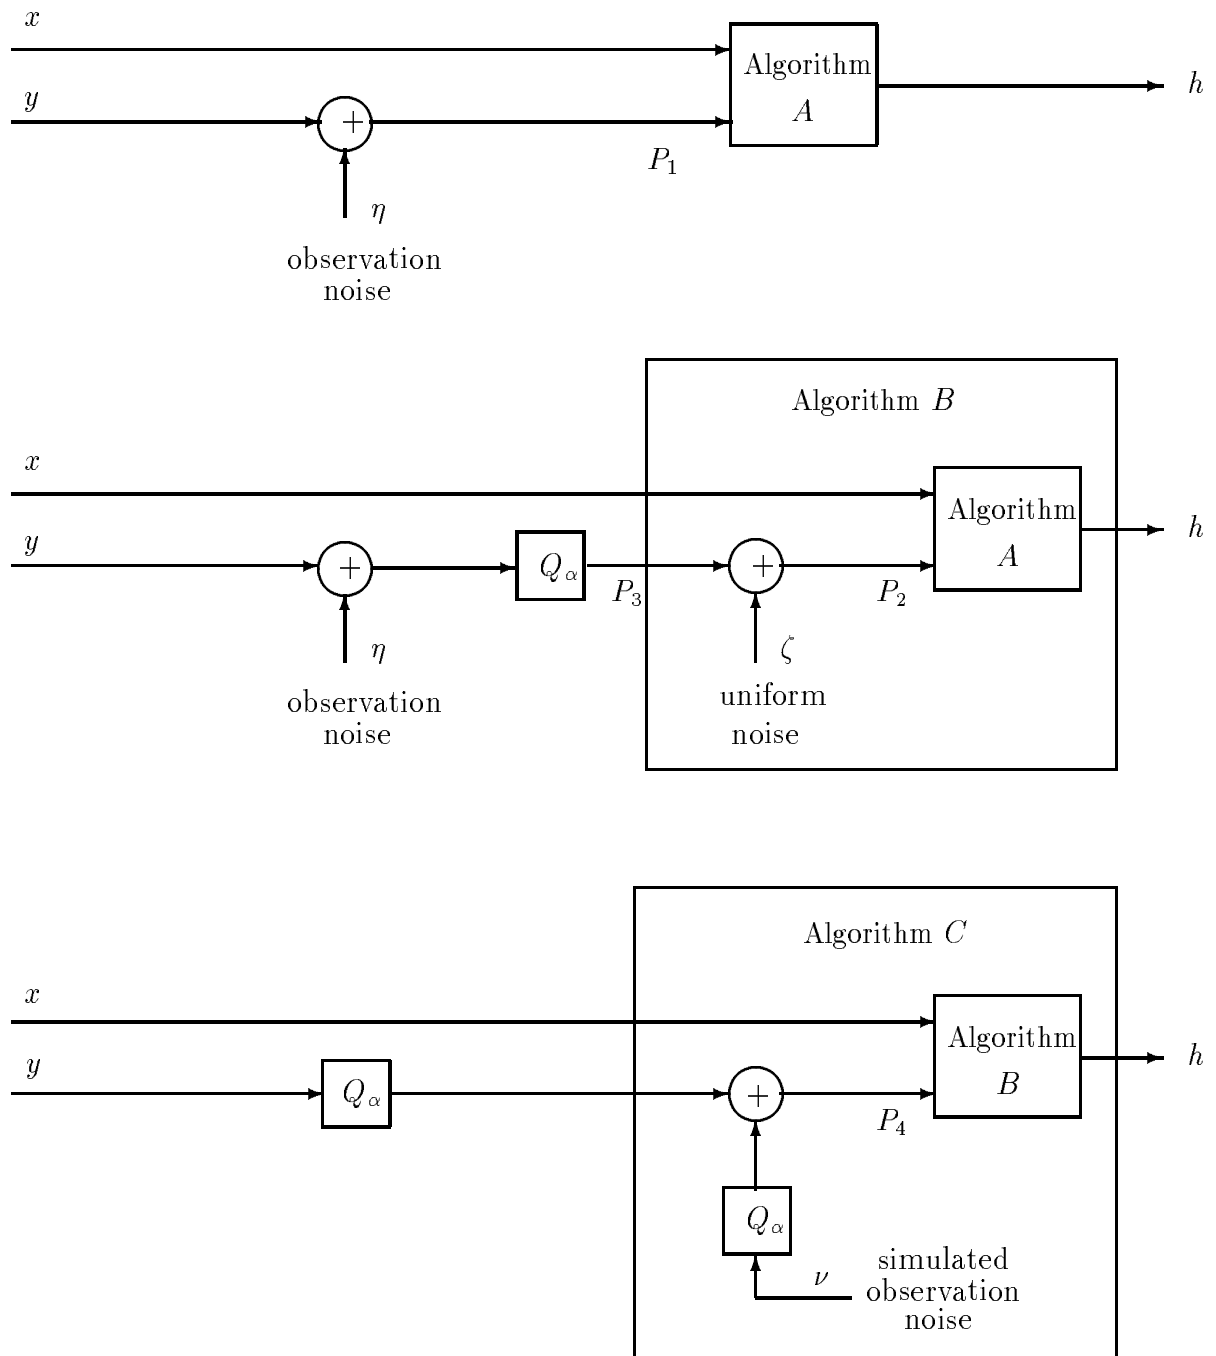 x
Algorithm
A
h
y
+
P₁
η
observation
noise
Algorithm B
x
Algorithm
A
h
y
+
Qα
P₃
+
P₂
η
ζ
observation
noise
uniform
noise
Algorithm C
x
Algorithm
B
h
y
Qα
+
P₄
Qα
ν
simulated
observation
noise